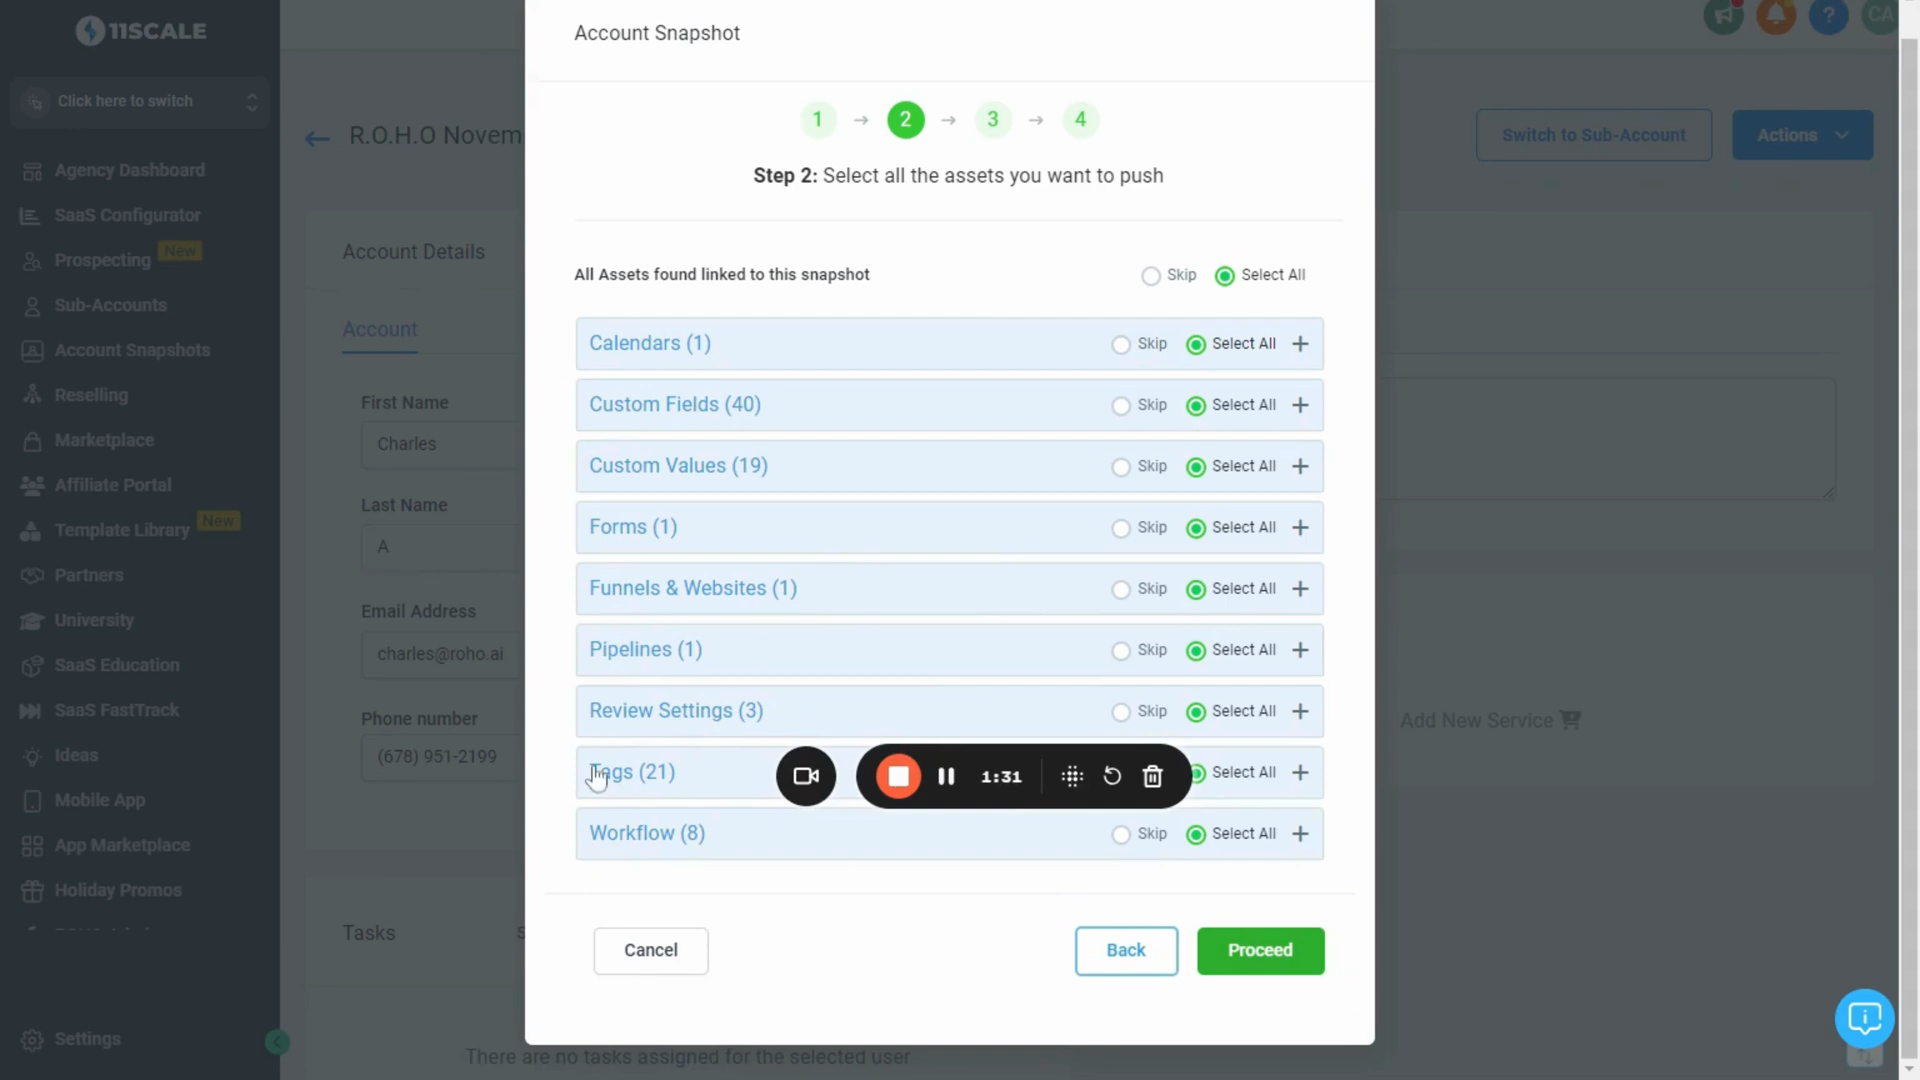 11SCALE
Click here to switch
Agency Dashboard
SaaS Configurator
Prospecting New
Sub-Accounts
Account Snapshots
Reselling
Marketplace
Affiliate Portal
Template Library New
Partners
University
SaaS Education
SaaS FastTrack
Ideas
Mobile App
App Marketplace
Holiday Promos
Settings
CA
R.O.H.O Novem
Switch to Sub-Account
Actions
Account Details
Account
First Name
Charles
Last Name
A
Email Address
charles@roho.ai
Phone number
(678) 951-2199
Add New Service
Tasks
S
There are no tasks assigned for the selected user
Account Snapshot
1 → 2 → 3 → 4
Step 2: Select all the assets you want to push
All Assets found linked to this snapshot Skip Select All
Calendars (1) Skip Select All +
Custom Fields (40) Skip Select All +
Custom Values (19) Skip Select All +
Forms (1) Skip Select All +
Funnels & Websites (1) Skip Select All +
Pipelines (1) Skip Select All +
Review Settings (3) Skip Select All +
Tags (21) Select All +
1:31
Workflow (8) Skip Select All +
Cancel Back Proceed